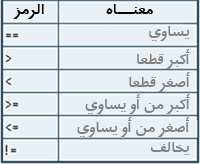 الرمز معنـــاه
== يساوي
> أكبر قطعا
< أصغر قطعا
>= أكبر من أو يساوي
<= أصغر من أو يساوي
!= يخالف